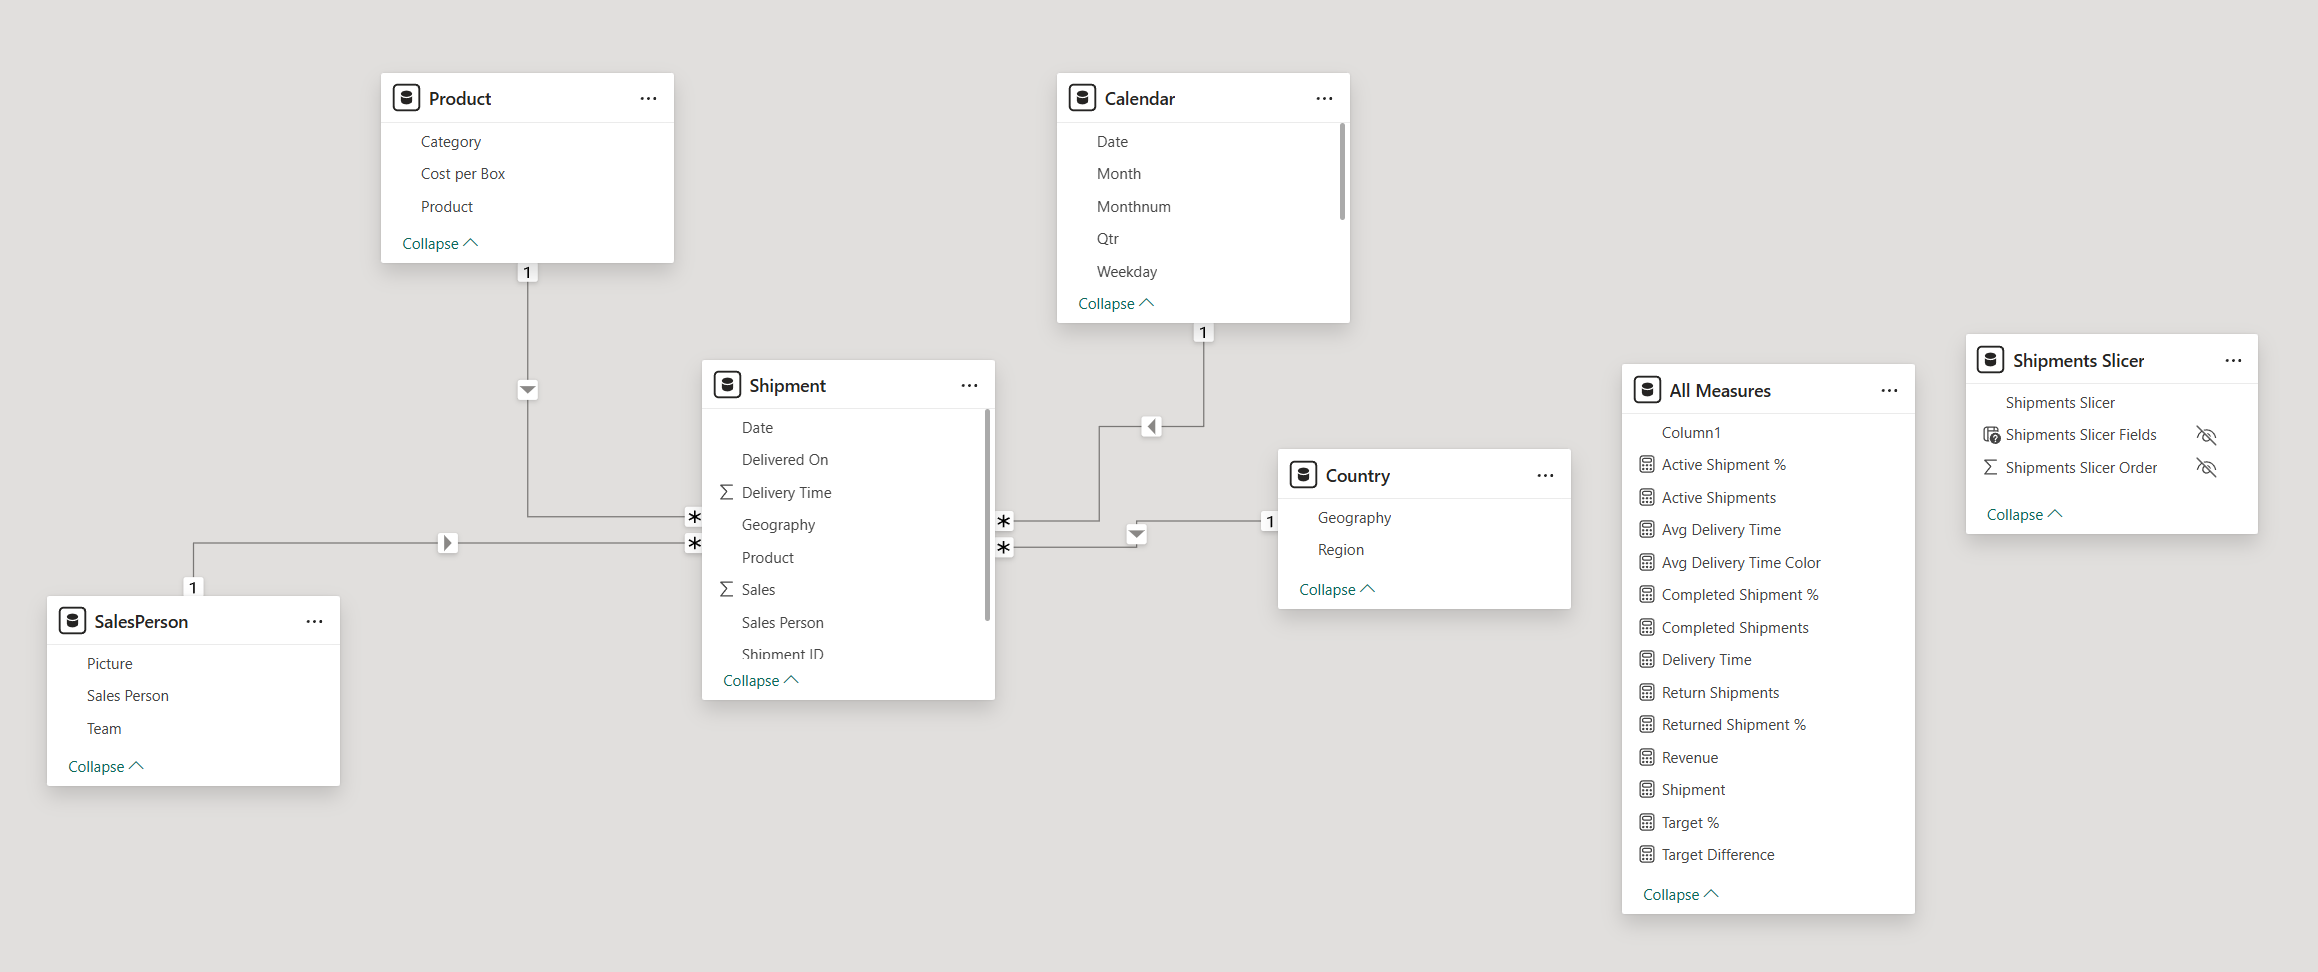 Product
Category
Cost per Box
Product
Collapse
1
Calendar
Date
Month
Monthnum
Qtr
Weekday
Collapse
1
Shipment
Date
Delivered On
Delivery Time
Geography
Product
Sales
Sales Person
Shipment ID
Collapse
*
*
*
*
1
SalesPerson
Picture
Sales Person
Team
Collapse
1
Country
Geography
Region
Collapse
All Measures
Column1
Active Shipment %
Active Shipments
Avg Delivery Time
Avg Delivery Time Color
Completed Shipment %
Completed Shipments
Delivery Time
Return Shipments
Returned Shipment %
Revenue
Shipment
Target %
Target Difference
Collapse
Shipments Slicer
Shipments Slicer
Shipments Slicer Fields
Shipments Slicer Order
Collapse